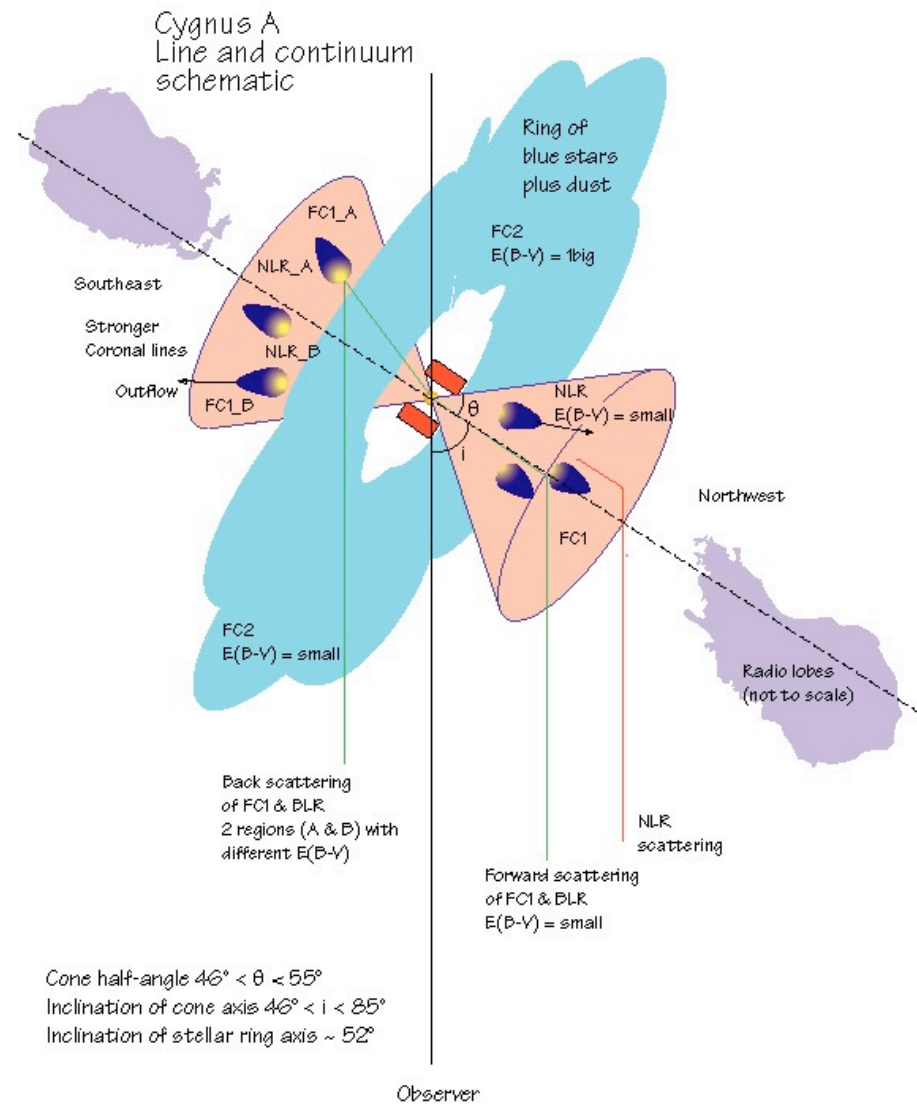 Cygnus A
Line and continuum
schematic
Ring of
blue stars
plus dust
FC1_A
FC2
E(B-V) = 1big
NLR_A
Southeast
Stronger
Coronal lines
NLR_B
Outflow
FC1_B
θ
i
NLR
E(B-V) = small
Northwest
FC1
FC2
E(B-V) = small
Radio lobes
(not to scale)
Back scattering
of FC1 & BLR
2 regions (A & B) with
different E(B-V)
NLR
scattering
Forward scattering
of FC1 & BLR
E(B-V) = small
Cone half-angle 46° < θ < 55°
Inclination of cone axis 46° < i < 85°
Inclination of stellar ring axis ~ 52°
Observer